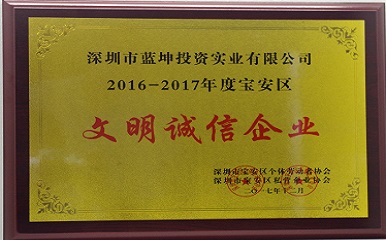 深圳市蓝坤投资实业有限公司
2016-2017年度宝安区
文明诚信企业
深圳市宝安区个体劳动者协会
深圳市宝安区私营企业协会
二〇一七年十二月